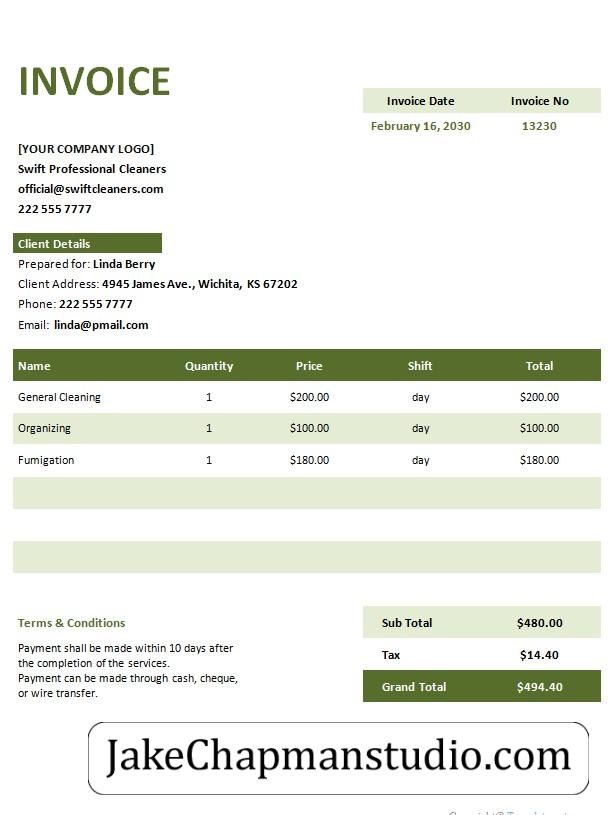 INVOICE
Invoice Date Invoice No
February 16, 2030 13230
[YOUR COMPANY LOGO]
Swift Professional Cleaners
official@swiftcleaners.com
222 555 7777
Client Details
Prepared for: Linda Berry
Client Address: 4945 James Ave., Wichita, KS 67202
Phone: 222 555 7777
Email: linda@pmail.com
Name Quantity Price Shift Total
General Cleaning 1 $200.00 day $200.00
Organizing 1 $100.00 day $100.00
Fumigation 1 $180.00 day $180.00
Terms & Conditions Sub Total $480.00
Payment shall be made within 10 days after
the completion of the services. Tax $14.40
Payment can be made through cash, cheque,
or wire transfer. Grand Total $494.40
JakeChapmanstudio.com